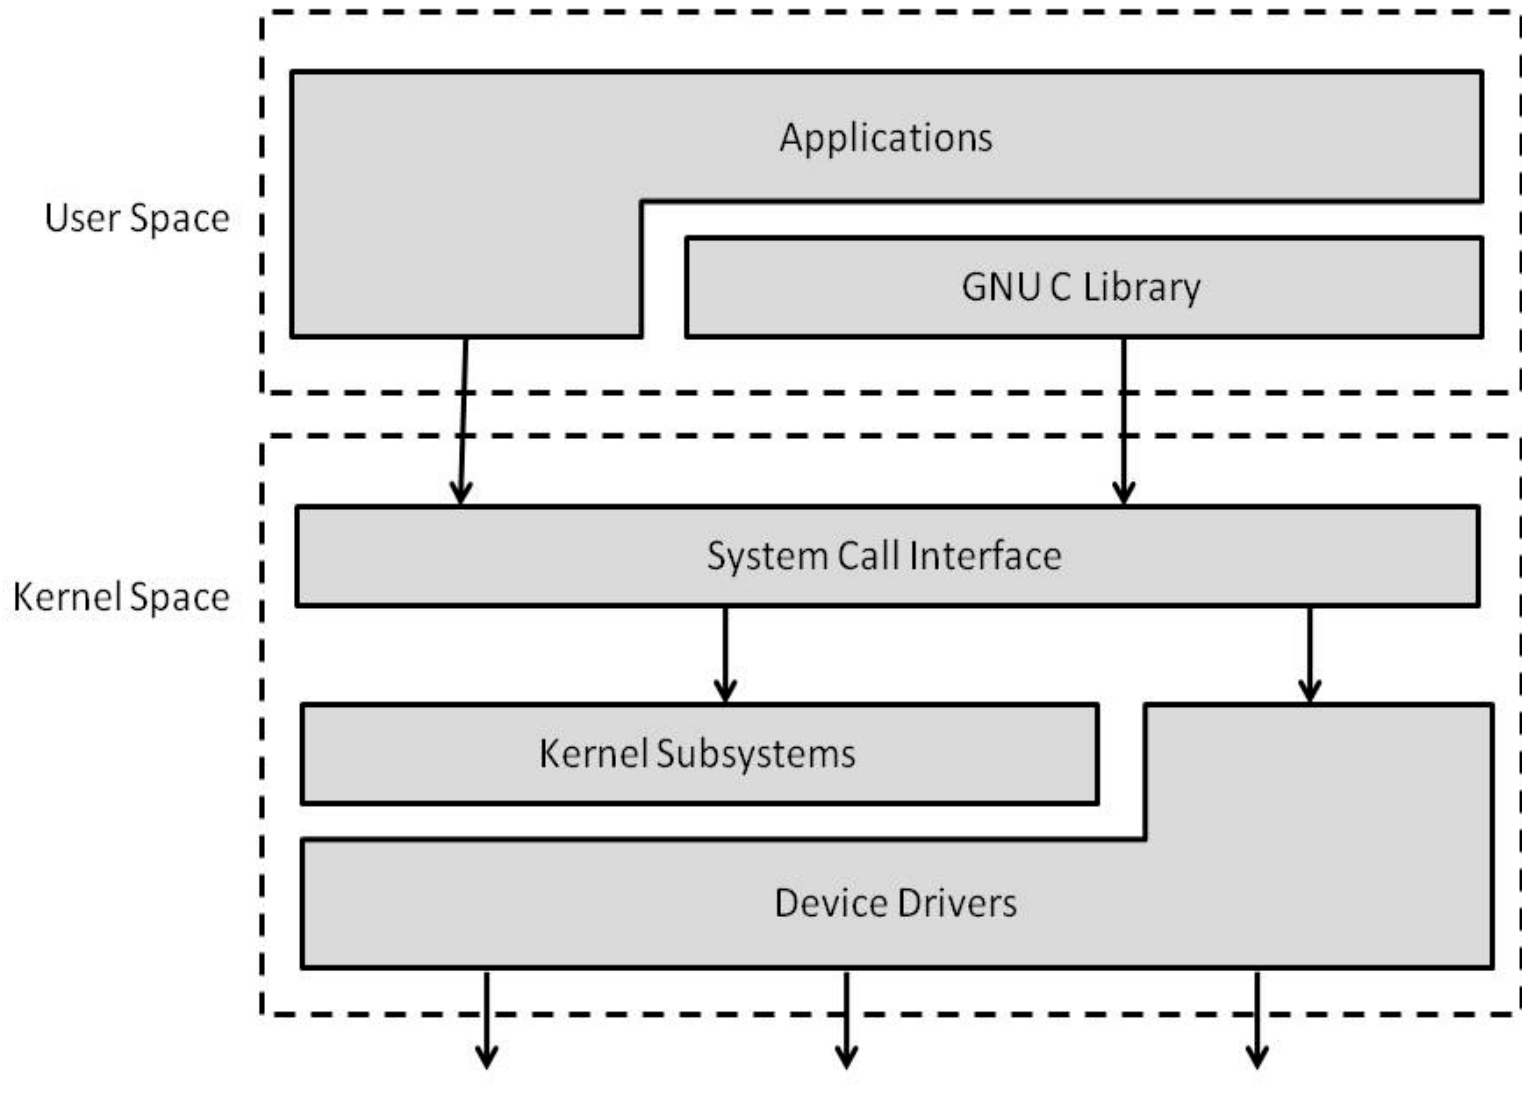 Applications
User Space
GNU C Library
System Call Interface
Kernel Space
Kernel Subsystems
Device Drivers